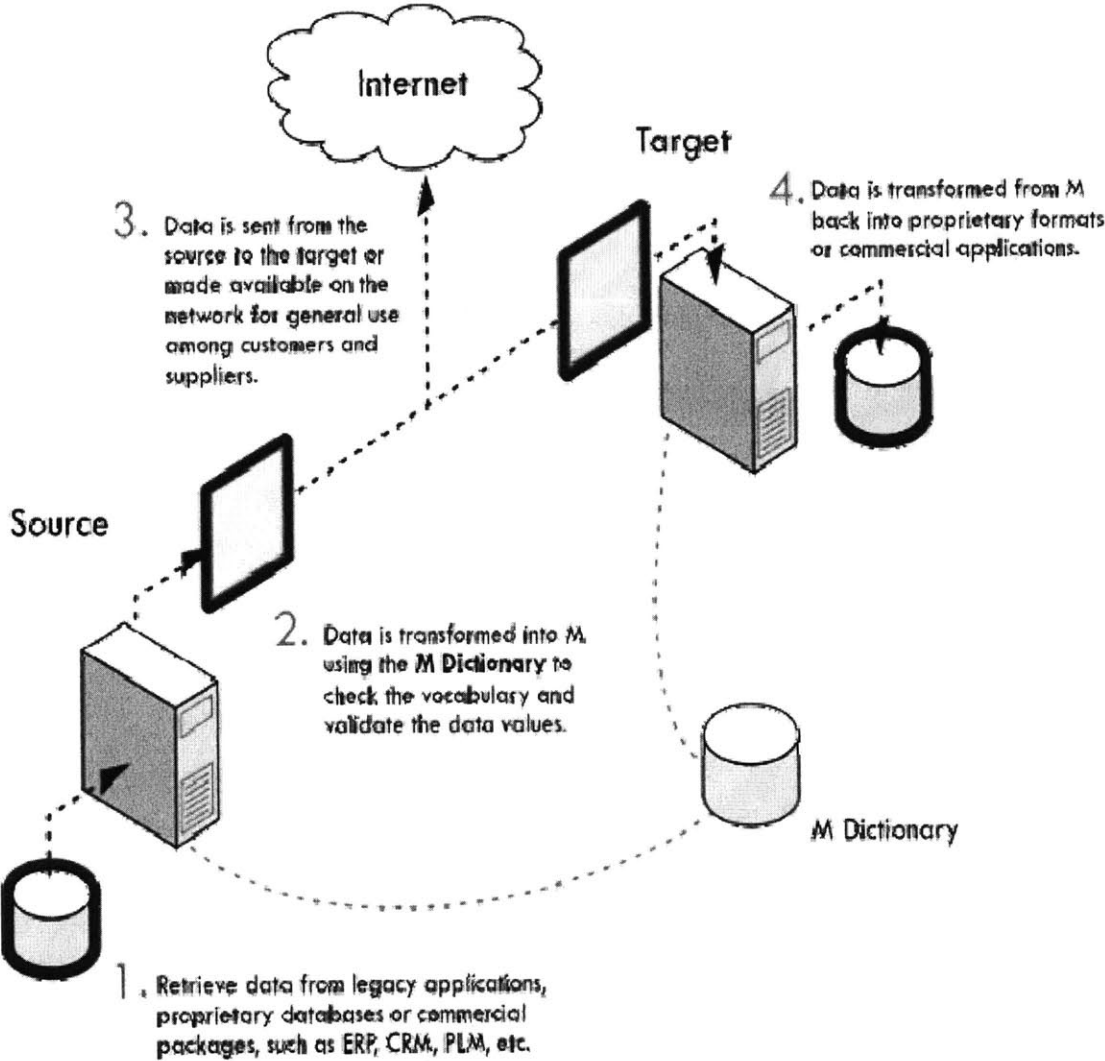 Internet
Target
3. Data is sent from the
source to the target or
made available on the
network for general use
among customers and
suppliers.
4. Data is transformed from M
back into proprietary formats
or commercial applications.
Source
2. Data is transformed into M
using the M Dictionary to
check the vocabulary and
validate the data values.
M Dictionary
1. Retrieve data from legacy applications,
proprietary databases or commercial
packages, such as ERP, CRM, PLM, etc.